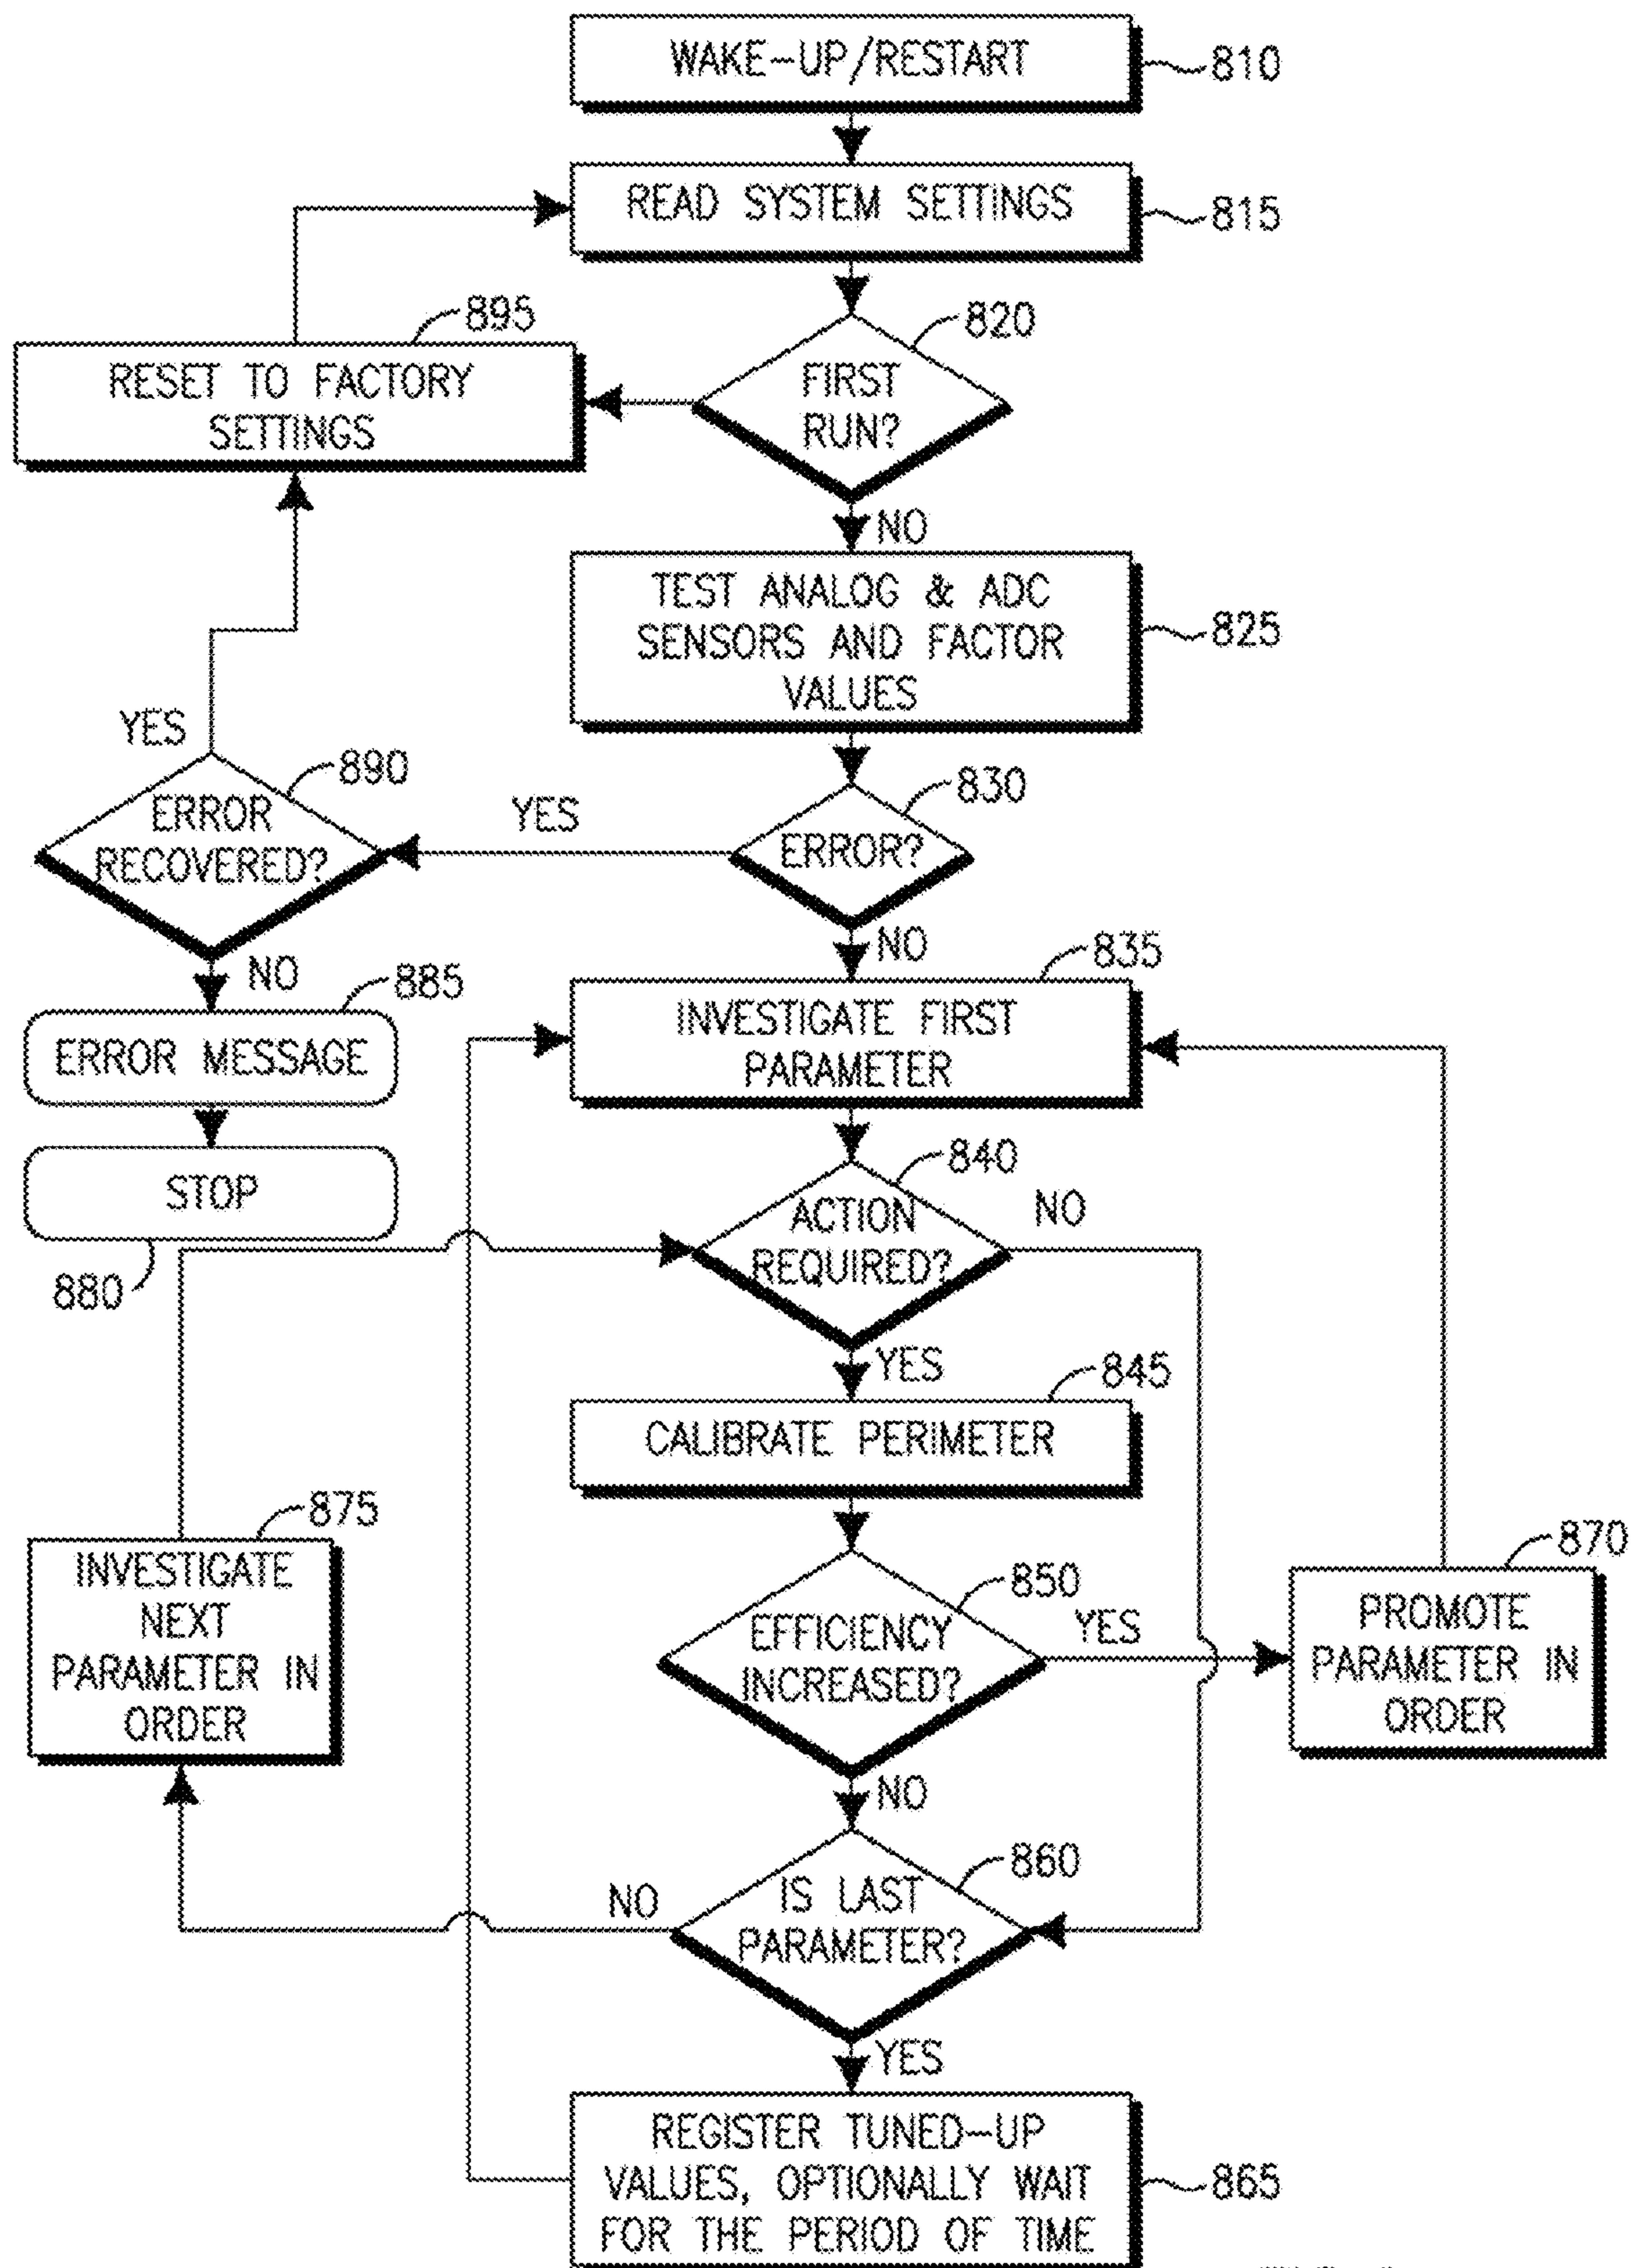 WAKE-UP/RESTART
810
READ SYSTEM SETTINGS
815
895
820
RESET TO FACTORY
SETTINGS
FIRST
RUN?
NO
TEST ANALOG & ADC
SENSORS AND FACTOR
VALUES
825
YES
890
ERROR
RECOVERED?
YES
830
ERROR?
NO
NO
835
885
ERROR MESSAGE
INVESTIGATE FIRST
PARAMETER
STOP
880
840
NO
ACTION
REQUIRED?
YES
845
CALIBRATE PERIMETER
875
INVESTIGATE
NEXT
PARAMETER IN
ORDER
850
EFFICIENCY
INCREASED?
YES
870
PROMOTE
PARAMETER IN
ORDER
NO
860
NO
IS LAST
PARAMETER?
YES
REGISTER TUNED-UP
VALUES, OPTIONALLY WAIT
FOR THE PERIOD OF TIME
865